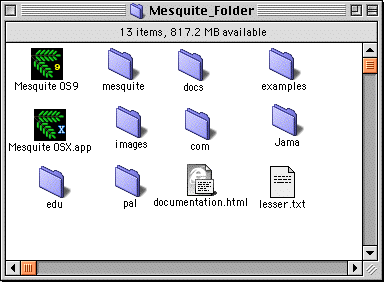 Mesquite_Folder
13 items, 817.2 MB available
9
Mesquite OS9
mesquite
docs
examples
X
Mesquite OSX.app
images
com
Jama
edu
pal
documentation.html
lesser.txt